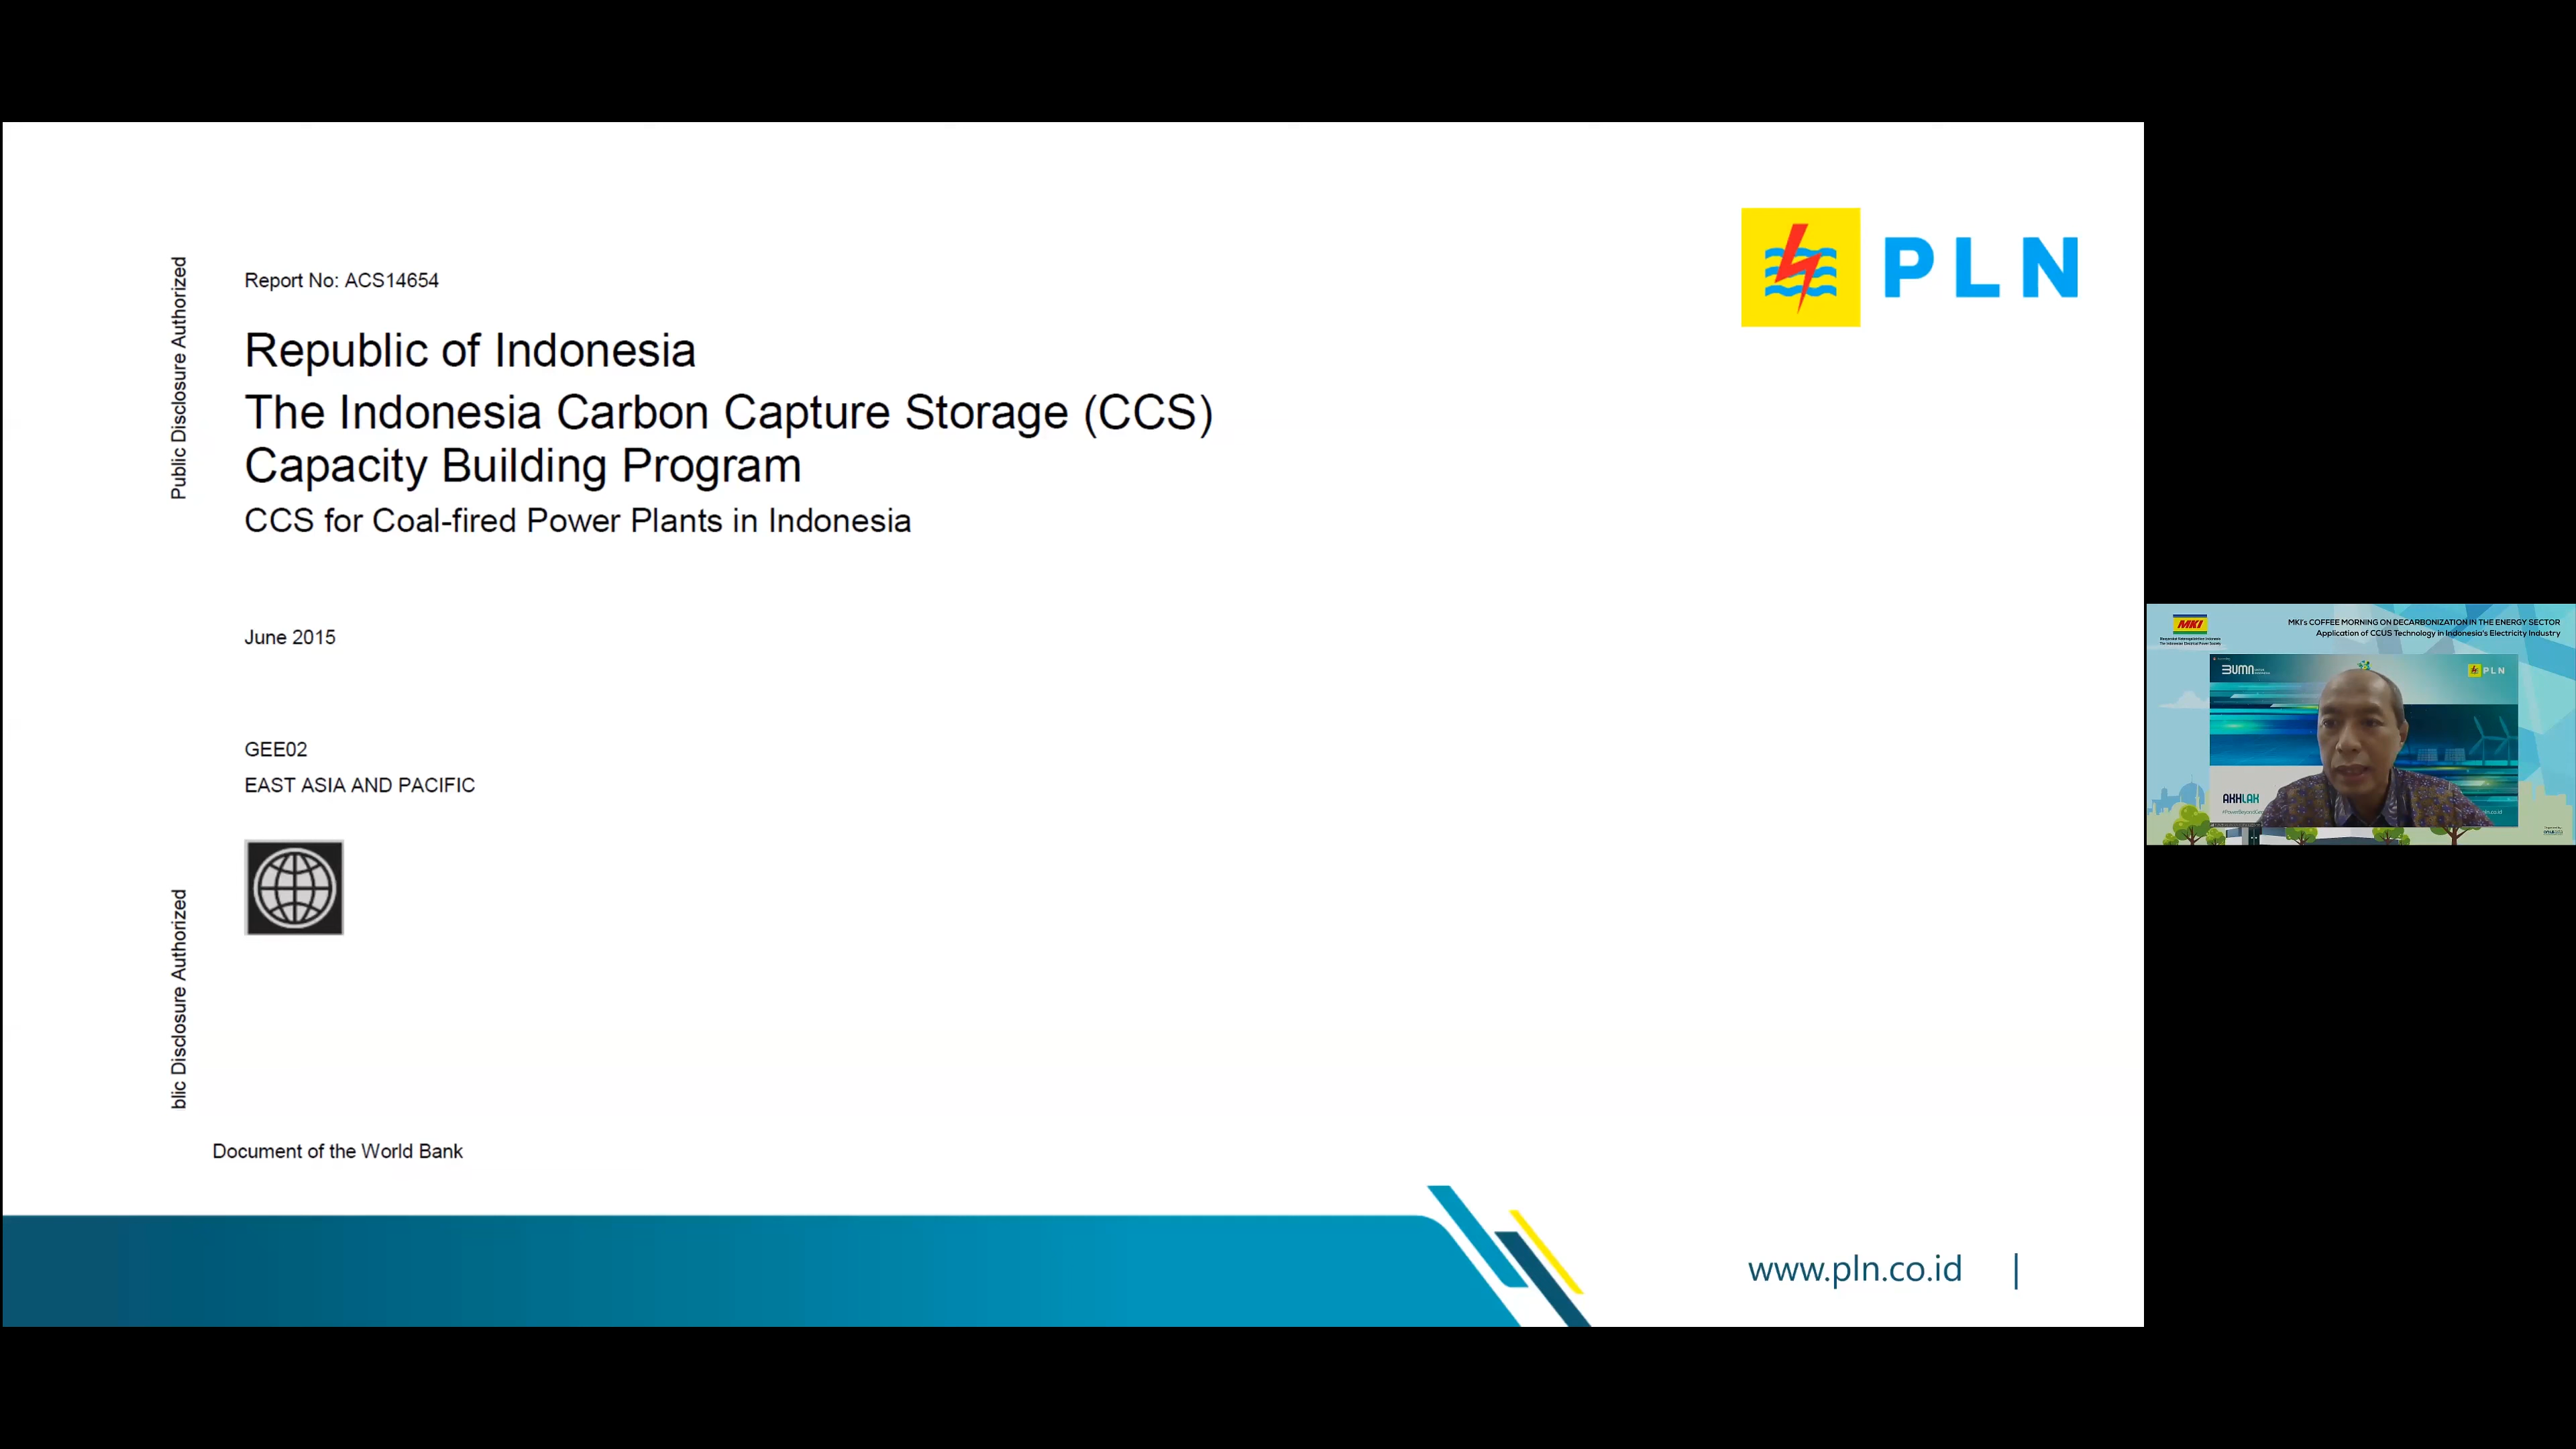 Public Disclosure Authorized
Report No: ACS14654
Republic of Indonesia
The Indonesia Carbon Capture Storage (CCS)
Capacity Building Program
CCS for Coal-fired Power Plants in Indonesia
June 2015
GEE02
EAST ASIA AND PACIFIC
blic Disclosure Authorized
Document of the World Bank
PLN
www.pln.co.id |
MKI
MKI's COFFEE MORNING ON DECARBONIZATION IN THE ENERGY SECTOR
Application of CCUS Technology in Indonesia's Electricity Industry
BUMN
PLN
AKHLAK